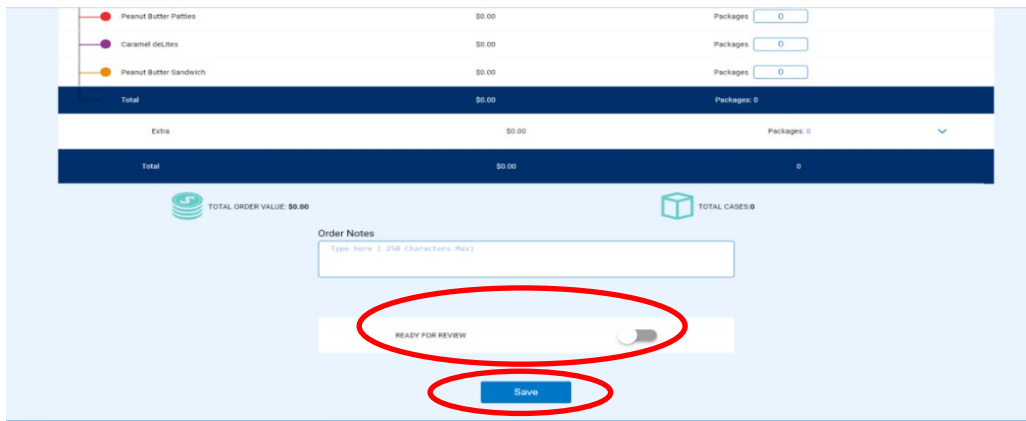 Peanut Butter Patties $0.00 Packages 0
Caramel deLites $0.00 Packages 0
Peanut Butter Sandwich $0.00 Packages 0
Total $0.00 Packages: 0
Extra $0.00 Packages: 0
Total $0.00 0
TOTAL ORDER VALUE: $0.00 TOTAL CASES:0
Order Notes
Type here ( 250 Characters Max)
READY FOR REVIEW
Save